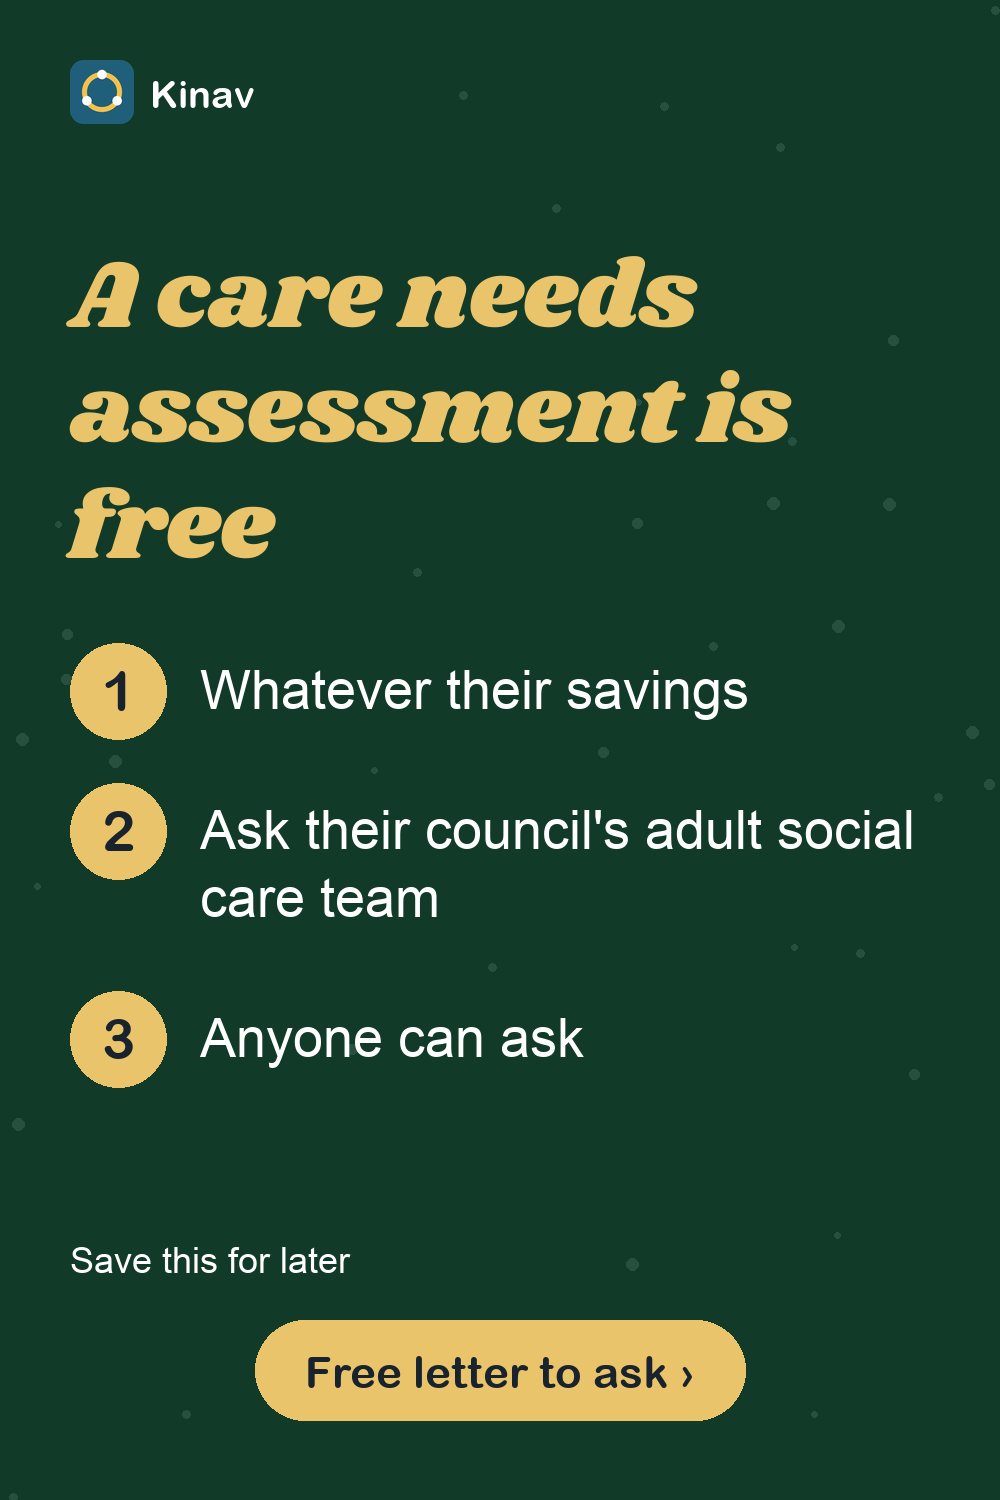 Kinav
A care needs
assessment is
free
1 Whatever their savings
2 Ask their council's adult social
care team
3 Anyone can ask
Save this for later
Free letter to ask ›